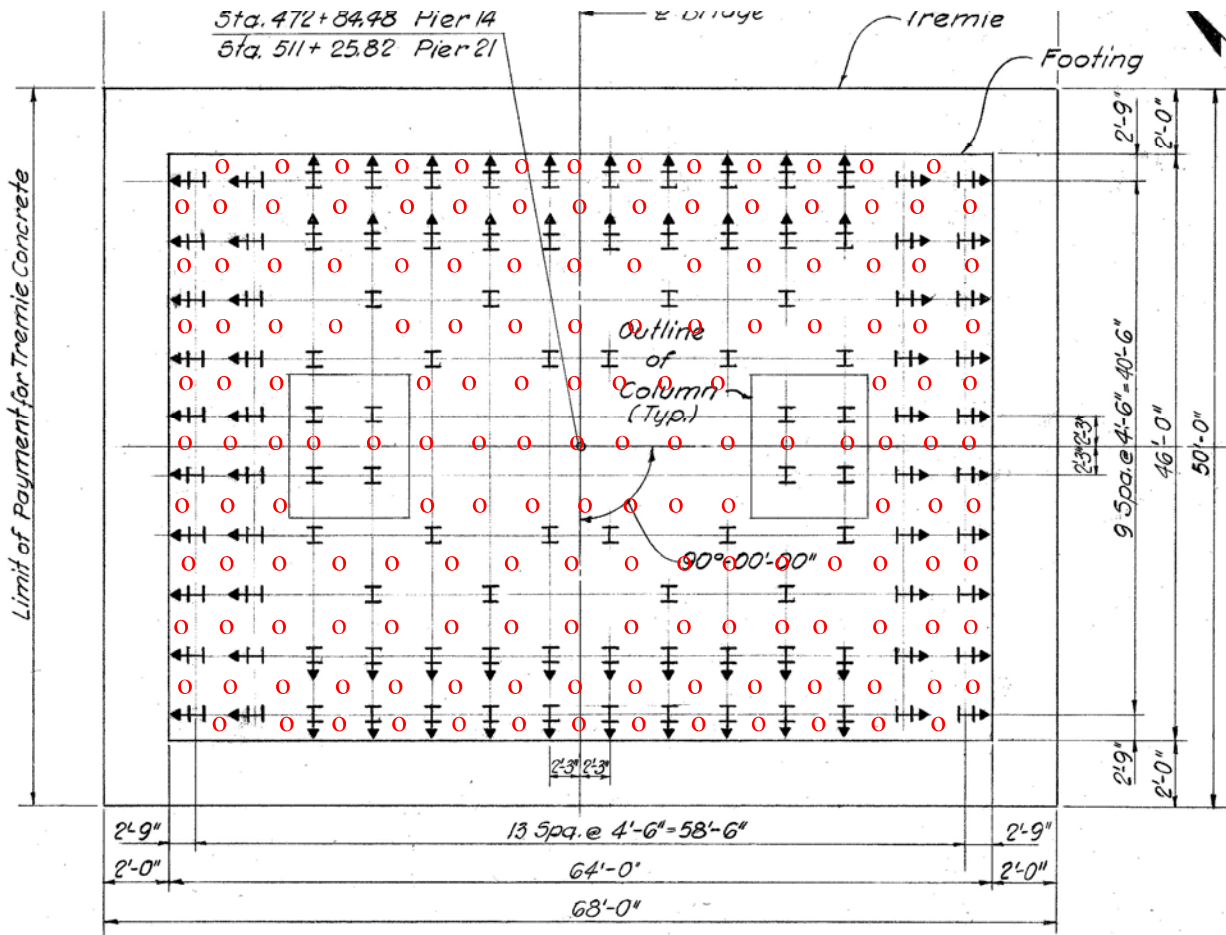 Sta. 472+84.48 Pier 14
Sta. 511+25.82 Pier 21
℄ Bridge
Tremie
Footing
Limit of Payment for Tremie Concrete
2'-9"
2'-0"
Outline
of
Column
(Typ.)
2'-3"
2'-3"
9 Spa. @ 4'-6"=40'-6"
46'-0"
50'-0"
90°-00'-00"
2'-3"
2'-3"
2'-9"
2'-0"
2'-9"
13 Spa. @ 4'-6"=58'-6"
2'-9"
2'-0"
64'-0"
2'-0"
68'-0"